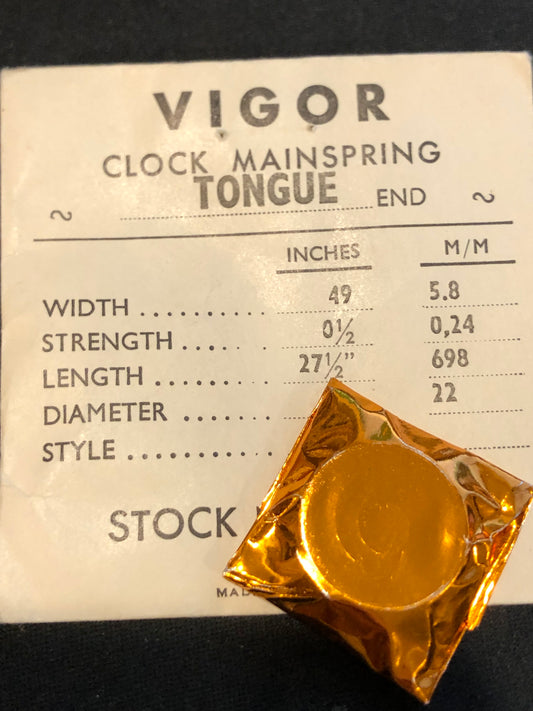 VIGOR
CLOCK MAINSPRING
TONGUE END
INCHES M/M
WIDTH .......... 49 5.8
STRENGTH ..... 0½ 0,24
LENGTH ....... 27½" 698
DIAMETER ....... 22
STYLE ...........
STOCK